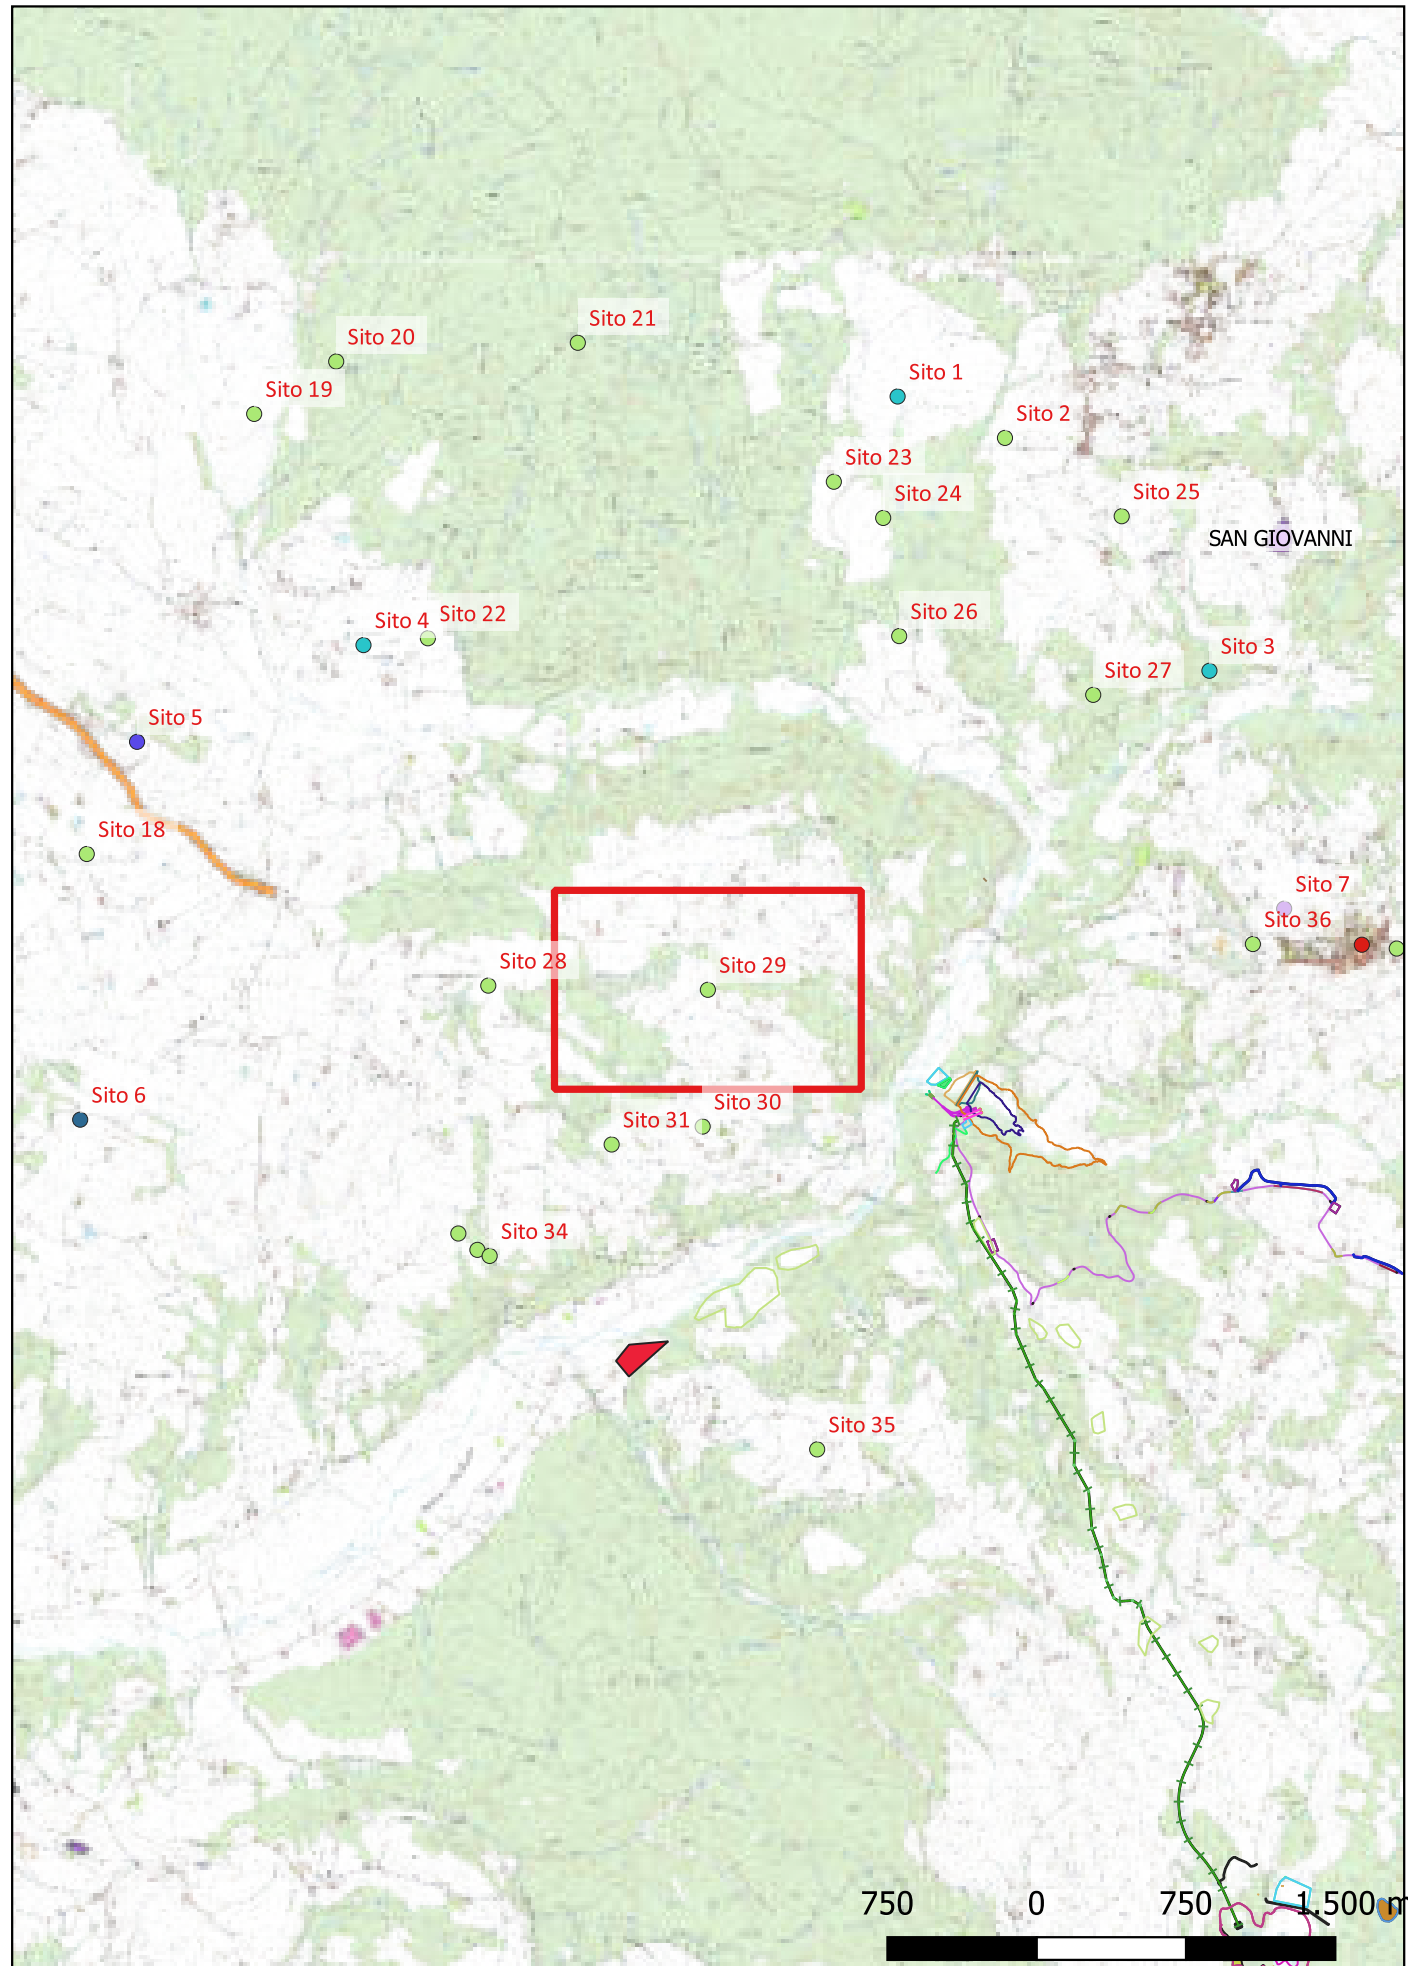 Sito 21
Sito 20
Sito 1
Sito 19
Sito 2
Sito 23
Sito 24
Sito 25
SAN GIOVANNI
Sito 26
Sito 22
Sito 4
Sito 3
Sito 27
Sito 5
Sito 18
Sito 7
Sito 36
Sito 28
Sito 29
Sito 6
Sito 30
Sito 31
Sito 34
Sito 35
750 0 750 1.500 m